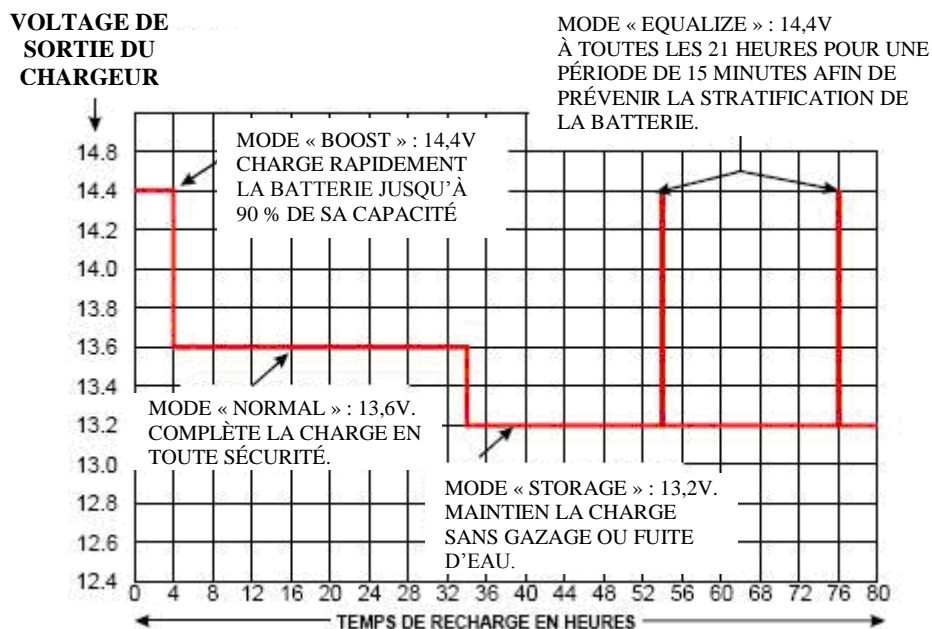 VOLTAGE DE
SORTIE DU
CHARGEUR
MODE « EQUALIZE » : 14,4V
À TOUTES LES 21 HEURES POUR UNE
PÉRIODE DE 15 MINUTES AFIN DE
PRÉVENIR LA STRATIFICATION DE
LA BATTERIE.
MODE « BOOST » : 14,4V
CHARGE RAPIDEMENT
LA BATTERIE JUSQU'À
90 % DE SA CAPACITÉ
14.8
14.4
14.2
14.0
13.8
13.6
13.4
13.2
13.0
12.8
12.6
12.4
MODE « NORMAL » : 13,6V.
COMPLÈTE LA CHARGE EN
TOUTE SÉCURITÉ.
MODE « STORAGE » : 13,2V.
MAINTIEN LA CHARGE
SANS GAZAGE OU FUITE
D'EAU.
0 4 8 12 16 20 24 28 32 36 40 44 48 52 56 60 64 68 72 76 80
TEMPS DE RECHARGE EN HEURES